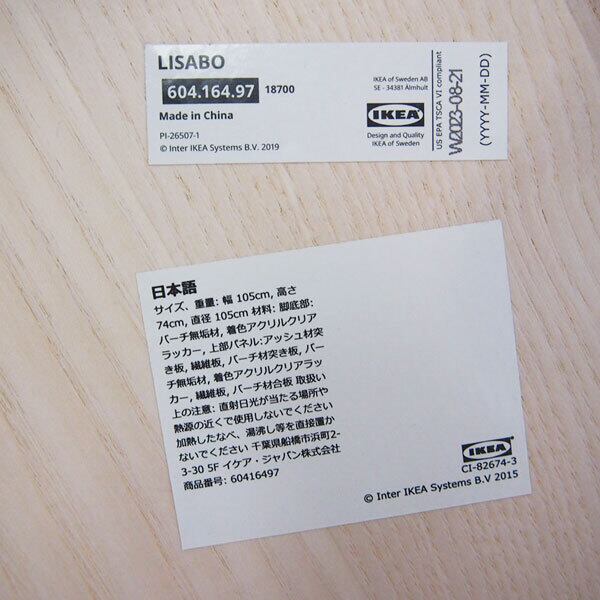 LISABO
604.164.97 18700
Made in China
PI-26507-1
© Inter IKEA Systems B.V. 2019
IKEA of Sweden AB
SE - 34381 Älmhult
IKEA
Design and Quality
IKEA of Sweden
US EPA TSCA VI compliant
2023-08-21
(YYYY-MM-DD)
日本語
サイズ、重量: 幅 105cm, 高さ
74cm, 直径 105cm 材料: 脚底部:
バーチ無垢材, 着色アクリルクリア
ラッカー, 上部パネル:アッシュ材突
き板, 繊維板, バーチ材突き板, バー
チ無垢材, 着色アクリルクリアラッ
カー, 繊維板, バーチ材合板 取扱い
上の注意: 直射日光が当たる場所や
熱源の近くで使用しないでください
加熱したなべ、湯沸し等を直接置か
ないでください 千葉県船橋市浜町2-
3-30 5F イケア・ジャパン株式会社
商品番号: 60416497
IKEA
CI-82674-3
© Inter IKEA Systems B.V 2015